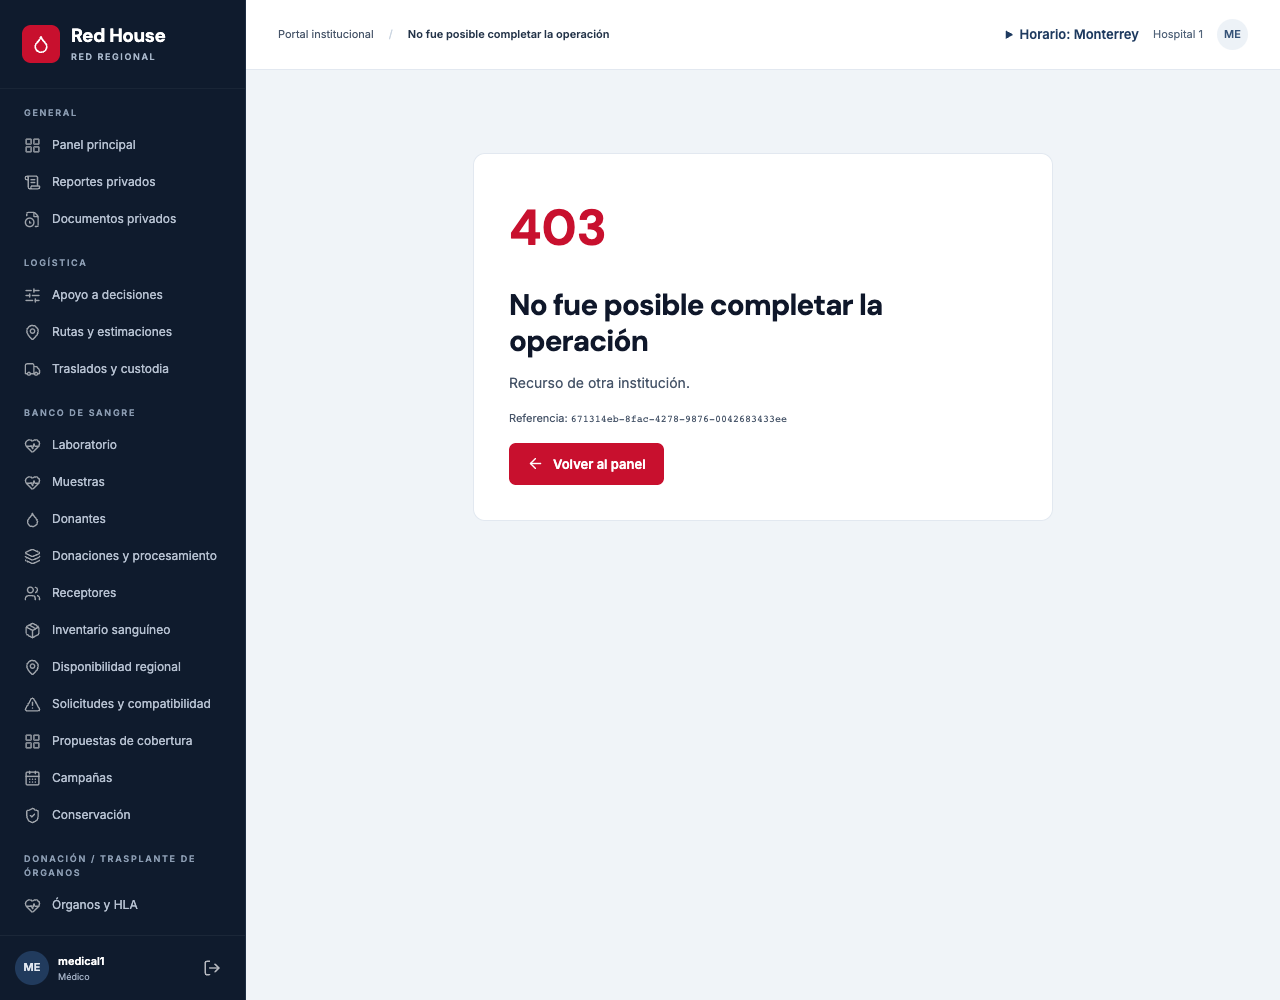 Red House
RED REGIONAL
GENERAL
Panel principal
Reportes privados
Documentos privados
LOGÍSTICA
Apoyo a decisiones
Rutas y estimaciones
Traslados y custodia
BANCO DE SANGRE
Laboratorio
Muestras
Donantes
Donaciones y procesamiento
Receptores
Inventario sanguíneo
Disponibilidad regional
Solicitudes y compatibilidad
Propuestas de cobertura
Campañas
Conservación
DONACIÓN / TRASPLANTE DE
ÓRGANOS
Órganos y HLA
ME
medical1
Médico
Portal institucional / No fue posible completar la operación
Horario: Monterrey
Hospital 1
ME
403
No fue posible completar la
operación
Recurso de otra institución.
Referencia: 671314eb-8fac-4278-9876-0042683433ee
Volver al panel